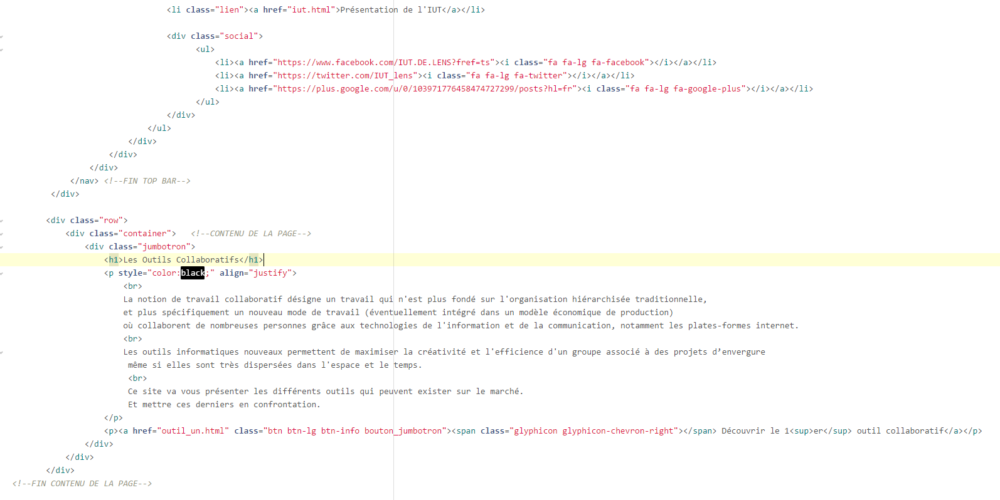 <li class="lien"><a href="iut.html">Présentation de l'IUT</a></li>
<div class="social">
<ul>
<li><a href="https://www.facebook.com/IUT.DE.LENS?fref=ts"><i class="fa fa-lg fa-facebook"></i></a></li>
<li><a href="https://twitter.com/IUT_lens"><i class="fa fa-lg fa-twitter"></i></a></li>
<li><a href="https://plus.google.com/u/0/103971776458474727299/posts?hl=fr"><i class="fa fa-lg fa-google-plus"></i></a></li>
</ul>
</div>
</ul>
</div>
</div>
</div>
</nav> <!--FIN TOP BAR-->
</div>
<div class="row">
<div class="container"> <!--CONTENU DE LA PAGE-->
<div class="jumbotron">
<h1>Les Outils Collaboratifs</h1>
<p style="color:black;" align="justify">
<br>
La notion de travail collaboratif désigne un travail qui n'est plus fondé sur l'organisation hiérarchisée traditionnelle,
et plus spécifiquement un nouveau mode de travail (éventuellement intégré dans un modèle économique de production)
où collaborent de nombreuses personnes grâce aux technologies de l'information et de la communication, notamment les plates-formes internet.
<br>
Les outils informatiques nouveaux permettent de maximiser la créativité et l'efficience d'un groupe associé à des projets d’envergure
même si elles sont très dispersées dans l'espace et le temps.
<br>
Ce site va vous présenter les différents outils qui peuvent exister sur le marché.
Et mettre ces derniers en confrontation.
</p>
<p><a href="outil_un.html" class="btn btn-lg btn-info bouton_jumbotron"><span class="glyphicon glyphicon-chevron-right"></span> Découvrir le 1<sup>er</sup> outil collaboratif</a></p>
</div>
</div>
</div>
<!--FIN CONTENU DE LA PAGE-->